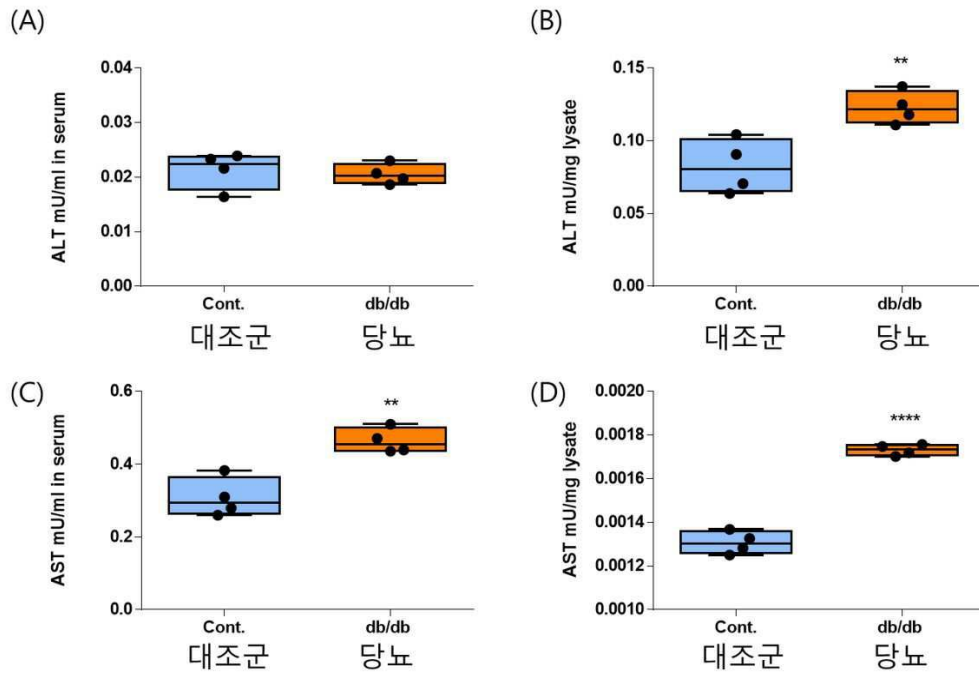 (A)
ALT mU/ml in serum
0.04
0.03
0.02
0.01
0.00
Cont.
db/db
대조군
당뇨
(B)
ALT mU/mg lysate
0.15
0.10
0.05
0.00
**
Cont.
db/db
대조군
당뇨
(C)
AST mU/ml in serum
0.6
0.4
0.2
0.0
**
Cont.
db/db
대조군
당뇨
(D)
AST mU/mg lysate
0.0020
0.0018
0.0016
0.0014
0.0012
0.0010
****
Cont.
db/db
대조군
당뇨